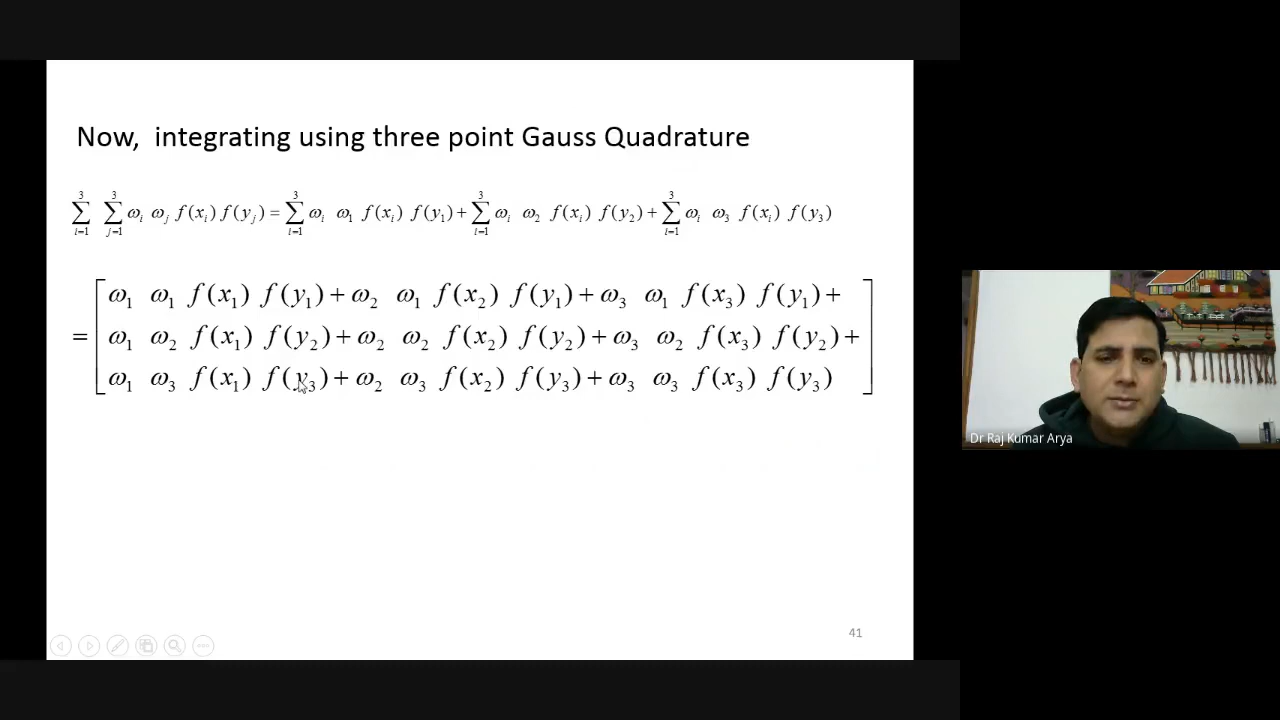 Now, integrating using three point Gauss Quadrature
∑_{i=1}^{3} ∑_{j=1}^{3} ω_i ω_j f(x_i) f(y_j) = ∑_{i=1}^{3} ω_i ω_1 f(x_i) f(y_1) + ∑_{i=1}^{3} ω_i ω_2 f(x_i) f(y_2) + ∑_{i=1}^{3} ω_i ω_3 f(x_i) f(y_3)
ω_1 ω_1 f(x_1) f(y_1) + ω_2 ω_1 f(x_2) f(y_1) + ω_3 ω_1 f(x_3) f(y_1) +
= [ω_1 ω_2 f(x_1) f(y_2) + ω_2 ω_2 f(x_2) f(y_2) + ω_3 ω_2 f(x_3) f(y_2) +]
ω_1 ω_3 f(x_1) f(y_3) + ω_2 ω_3 f(x_2) f(y_3) + ω_3 ω_3 f(x_3) f(y_3)
41
Dr Raj Kumar Arya